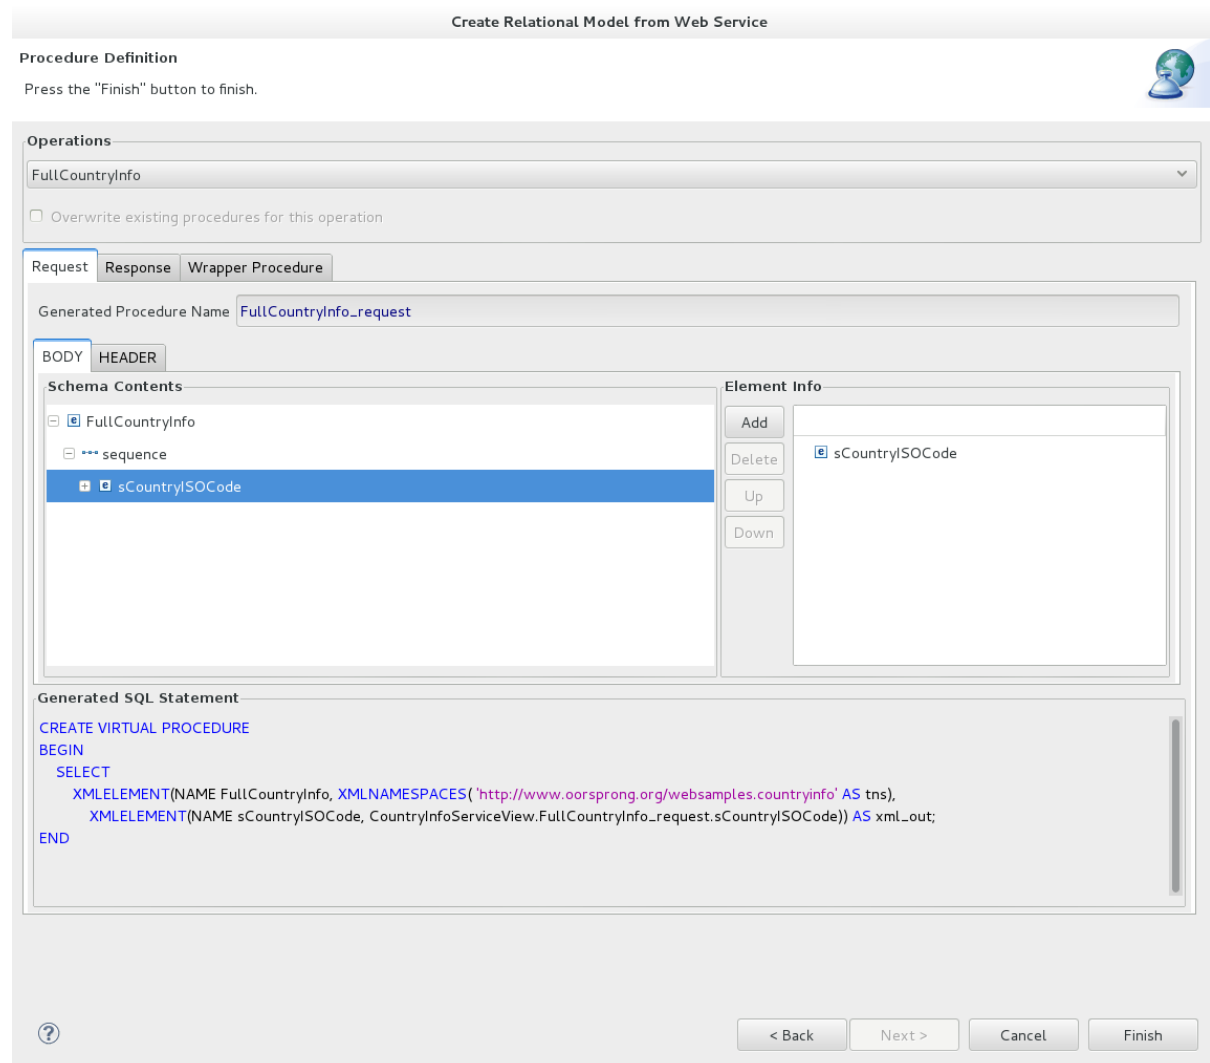 Create Relational Model from Web Service
Procedure Definition
Press the "Finish" button to finish.
Operations
FullCountryInfo
Overwrite existing procedures for this operation
Request Response Wrapper Procedure
Generated Procedure Name FullCountryInfo_request
BODY HEADER
Schema Contents
FullCountryInfo
sequence
sCountryISOCode
Element Info
Add
Delete
Up
Down
sCountryISOCode
Generated SQL Statement
CREATE VIRTUAL PROCEDURE
BEGIN
SELECT
XMLELEMENT(NAME FullCountryInfo, XMLNAMESPACES( 'http://www.oorsprong.org/websamples.countryinfo' AS tns),
XMLELEMENT(NAME sCountryISOCode, CountryInfoServiceView.FullCountryInfo_request.sCountryISOCode)) AS xml_out;
END
< Back Next > Cancel Finish